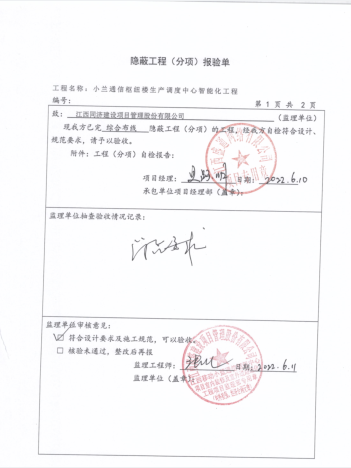 隐蔽工程（分项）报验单
工程名称：小兰通信枢纽楼生产调度中心智能化工程
编号： 第 1 页 共 2 页
致：江西同济建设项目管理股份有限公司（监理单位）
现我方已完 综合布线 隐蔽工程（分项）的工程，经我方自检符合设计、
规范要求，请予以验收。
附件：工程（分项）自检报告：
项目经理： 日期：2022.6.10
承包单位项目经理部（盖章）：
监理单位抽查验收情况记录：
监理单位审核意见：
☑ 符合设计要求及施工规范，可以验收。
□ 核验未通过，整改后再报
监理工程师： 日期：2022.6.11
监理单位（盖章）